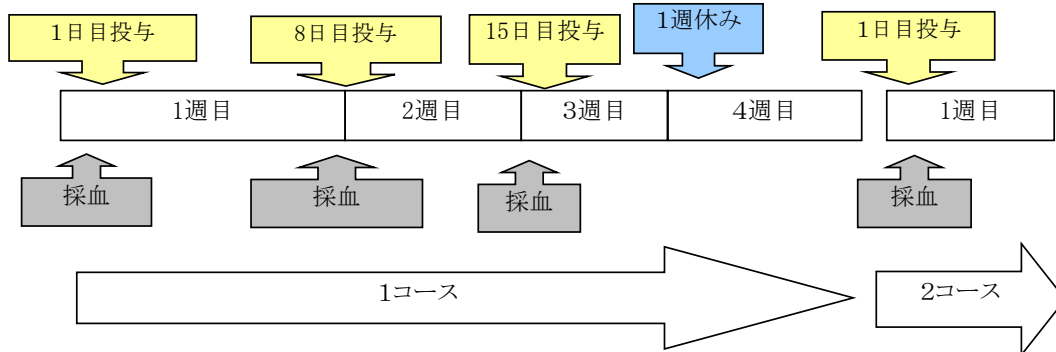 1日目投与
8日目投与
15日目投与
1週休み
1日目投与
1週目
2週目
3週目
4週目
1週目
採血
採血
採血
採血
1コース
2コース